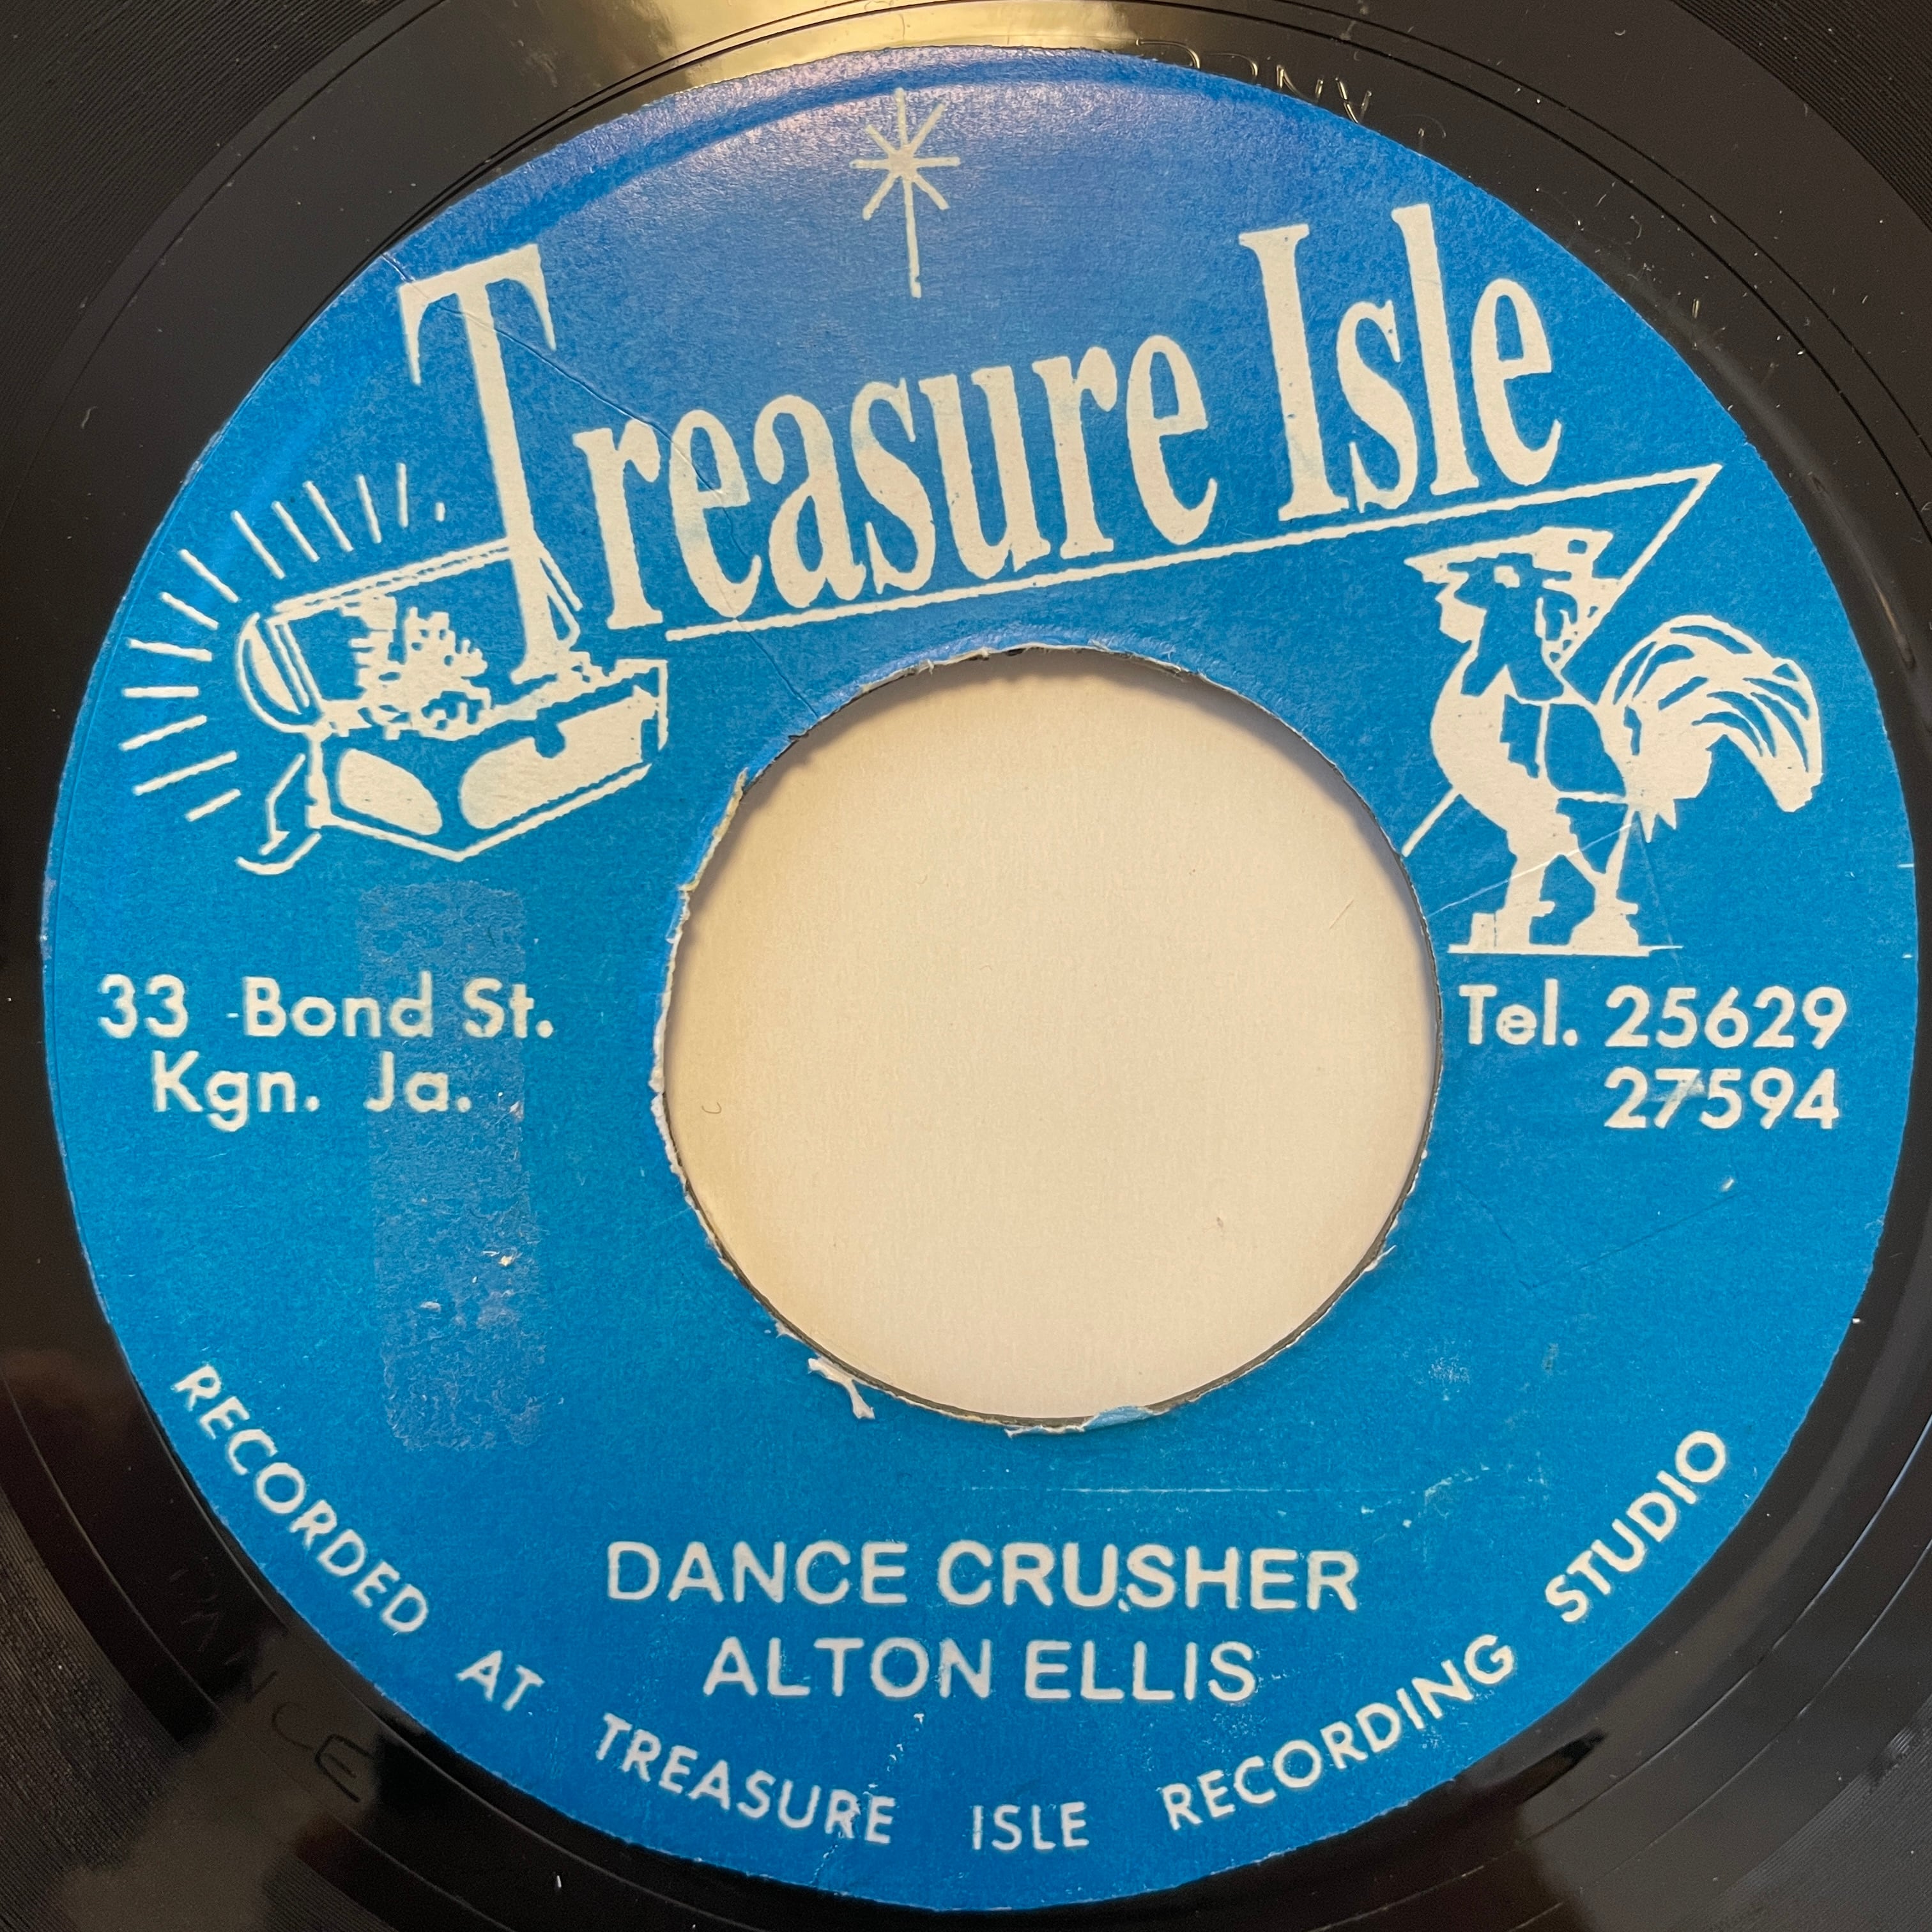 Treasure Isle
33 Bond St.
Kgn. Ja.
Tel. 25629
27594
DANCE CRUSHER
ALTON ELLIS
RECORDED AT TREASURE ISLE RECORDING STUDIO